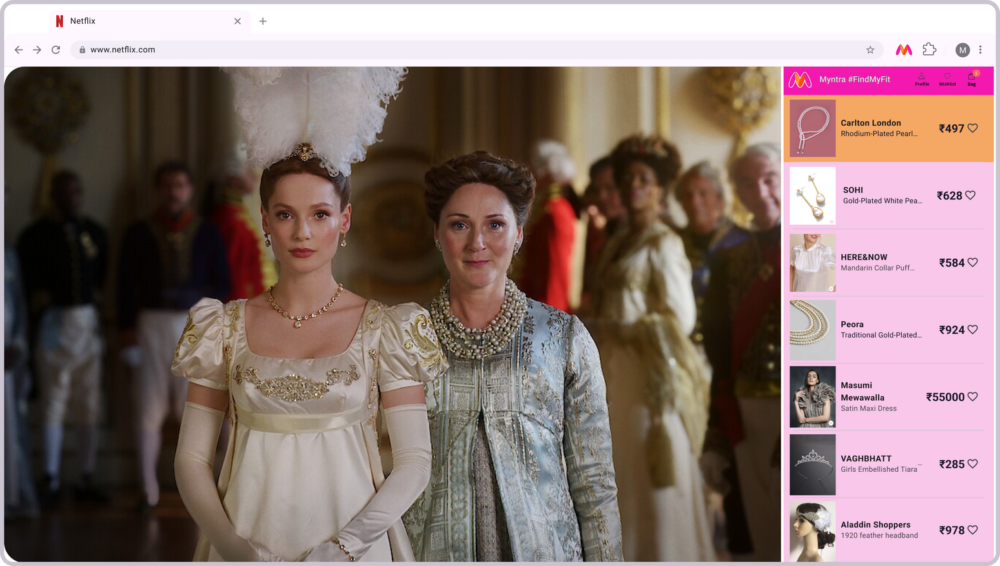 Netflix
www.netflix.com
M
Myntra #FindMyFit
Profile
Wishlist
Bag
Carlton London
Rhodium-Plated Pearl...
₹497
SOHI
Gold-Plated White Pea...
₹628
HERE&NOW
Mandarin Collar Puff...
₹584
Peora
Traditional Gold-Plated...
₹924
Masumi
Mewawalla
Satin Maxi Dress
₹55000
VAGHBHATT
Girls Embellished Tiara...
₹285
Aladdin Shoppers
1920 feather headband
₹978